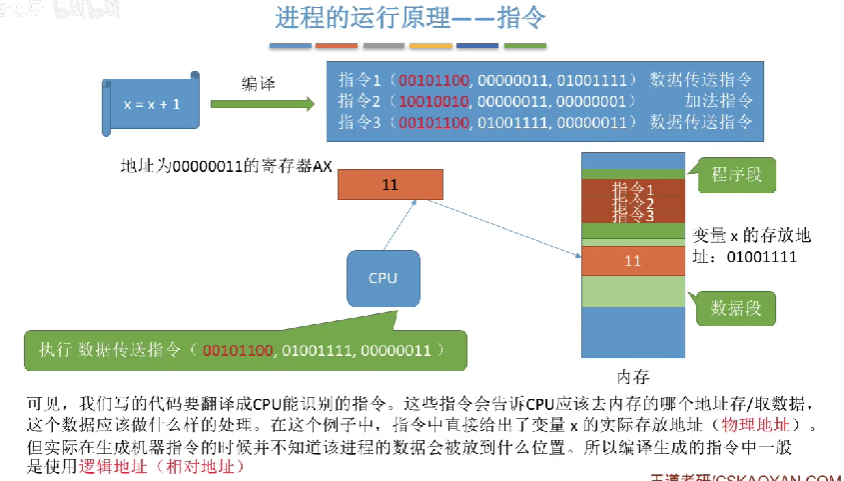 进程的运行原理——指令
x = x + 1
编译
指令1（00101100, 00000011, 01001111）数据传送指令
指令2（10010010, 00000011, 00000001） 加法指令
指令3（00101100, 01001111, 00000011）数据传送指令
地址为00000011的寄存器AX
11
CPU
执行 数据传送指令（ 00101100, 01001111, 00000011 ）
程序段
指令1
指令2
指令3
变量 x 的存放地
址：01001111
11
数据段
内存
可见，我们写的代码要翻译成CPU能识别的指令。这些指令会告诉CPU应该去内存的哪个地址存/取数据，
这个数据应该做什么样的处理。在这个例子中，指令中直接给出了变量 x 的实际存放地址（物理地址）。
但实际在生成机器指令的时候并不知道该进程的数据会被放到什么位置。所以编译生成的指令中一般
是使用逻辑地址（相对地址）
王道考研/CSKAOYAN.COM